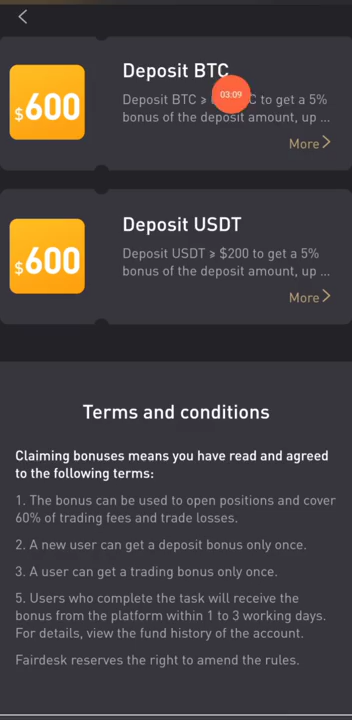 Deposit BTC
$600
03:09
Deposit BTC ≥ C to get a 5%
bonus of the deposit amount, up ...
More
Deposit USDT
$600
Deposit USDT ≥ $200 to get a 5%
bonus of the deposit amount, up ...
More
Terms and conditions
Claiming bonuses means you have read and agreed
to the following terms:
1. The bonus can be used to open positions and cover
60% of trading fees and trade losses.
2. A new user can get a deposit bonus only once.
3. A user can get a trading bonus only once.
5. Users who complete the task will receive the
bonus from the platform within 1 to 3 working days.
For details, view the fund history of the account.
Fairdesk reserves the right to amend the rules.